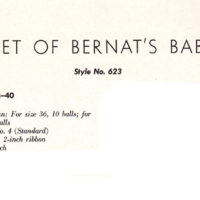 ET OF BERNAT'S BAB
Style No. 623
-40
n: For size 36, 10 balls; for
alls
o. 4 (Standard)
2-inch ribbon
ch